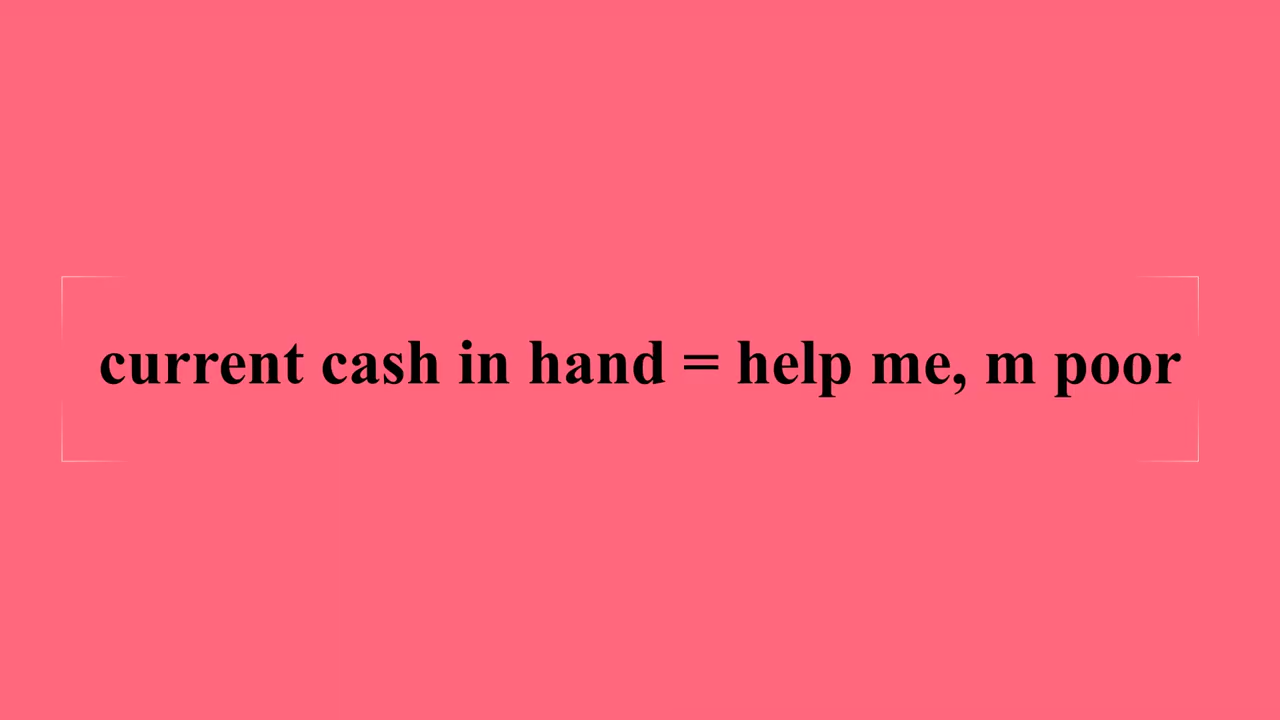 current cash in hand = help me, m poor